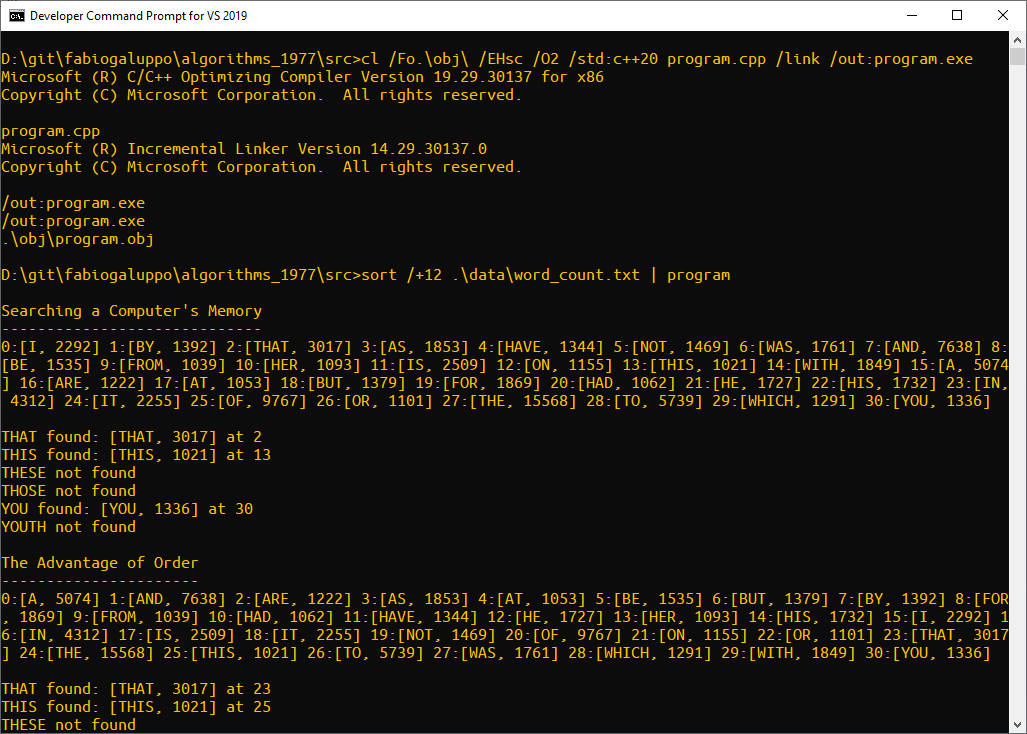 Developer Command Prompt for VS 2019
D:\git\fabiogaluppo\algorithms_1977\src>cl /Fo.\obj\ /EHsc /O2 /std:c++20 program.cpp /link /out:program.exe
Microsoft (R) C/C++ Optimizing Compiler Version 19.29.30137 for x86
Copyright (C) Microsoft Corporation.  All rights reserved.

program.cpp
Microsoft (R) Incremental Linker Version 14.29.30137.0
Copyright (C) Microsoft Corporation.  All rights reserved.

/out:program.exe
/out:program.exe
.\obj\program.obj

D:\git\fabiogaluppo\algorithms_1977\src>sort /+12 .\data\word_count.txt | program

Searching a Computer's Memory
-----------------------------
0:[I, 2292] 1:[BY, 1392] 2:[THAT, 3017] 3:[AS, 1853] 4:[HAVE, 1344] 5:[NOT, 1469] 6:[WAS, 1761] 7:[AND, 7638] 8:
[BE, 1535] 9:[FROM, 1039] 10:[HER, 1093] 11:[IS, 2509] 12:[ON, 1155] 13:[THIS, 1021] 14:[WITH, 1849] 15:[A, 5074
] 16:[ARE, 1222] 17:[AT, 1053] 18:[BUT, 1379] 19:[FOR, 1869] 20:[HAD, 1062] 21:[HE, 1727] 22:[HIS, 1732] 23:[IN,
 4312] 24:[IT, 2255] 25:[OF, 9767] 26:[OR, 1101] 27:[THE, 15568] 28:[TO, 5739] 29:[WHICH, 1291] 30:[YOU, 1336]

THAT found: [THAT, 3017] at 2
THIS found: [THIS, 1021] at 13
THESE not found
THOSE not found
YOU found: [YOU, 1336] at 30
YOUTH not found

The Advantage of Order
----------------------
0:[A, 5074] 1:[AND, 7638] 2:[ARE, 1222] 3:[AS, 1853] 4:[AT, 1053] 5:[BE, 1535] 6:[BUT, 1379] 7:[BY, 1392] 8:[FOR
, 1869] 9:[FROM, 1039] 10:[HAD, 1062] 11:[HAVE, 1344] 12:[HE, 1727] 13:[HER, 1093] 14:[HIS, 1732] 15:[I, 2292] 1
6:[IN, 4312] 17:[IS, 2509] 18:[IT, 2255] 19:[NOT, 1469] 20:[OF, 9767] 21:[ON, 1155] 22:[OR, 1101] 23:[THAT, 3017
] 24:[THE, 15568] 25:[THIS, 1021] 26:[TO, 5739] 27:[WAS, 1761] 28:[WHICH, 1291] 29:[WITH, 1849] 30:[YOU, 1336]

THAT found: [THAT, 3017] at 23
THIS found: [THIS, 1021] at 25
THESE not found